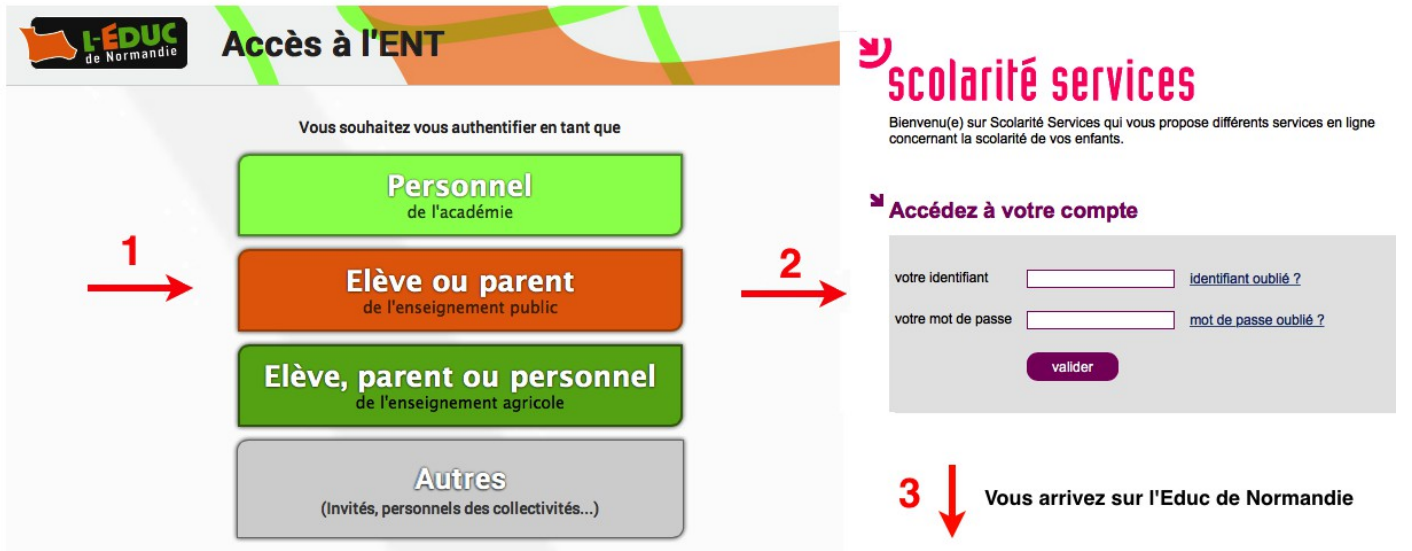 L-ÉDUC
de Normandie
Accès à l'ENT
Vous souhaitez vous authentifier en tant que
Personnel
de l'académie
1
Elève ou parent
de l'enseignement public
Elève, parent ou personnel
de l'enseignement agricole
Autres
(Invités, personnels des collectivités...)
2
scolarité services
Bienvenu(e) sur Scolarité Services qui vous propose différents services en ligne
concernant la scolarité de vos enfants.
Accédez à votre compte
votre identifiant identifiant oublié ?
votre mot de passe mot de passe oublié ?
valider
3 Vous arrivez sur l'Educ de Normandie